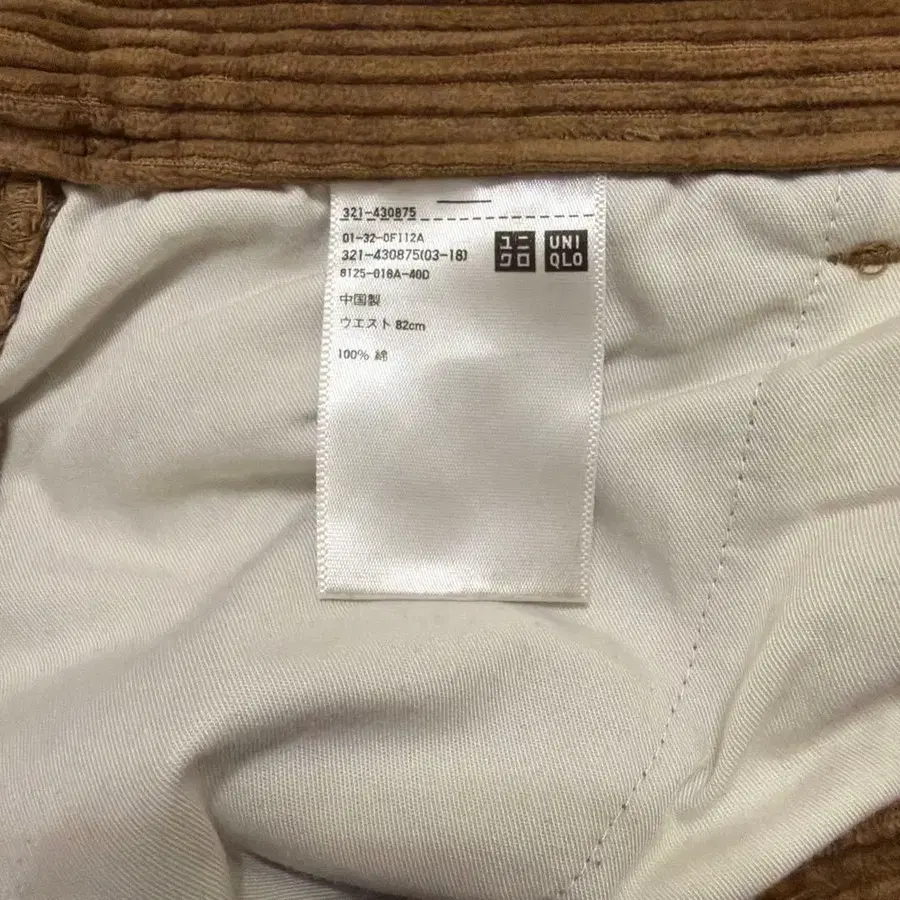 321-430875
01-32-0F112A
321-430875(03-18)
8125-018A-40D
ユニ
クロ
UNI
QLO
中国製
ウエスト 82cm
100% 綿